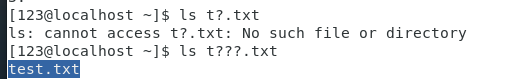 [123@localhost ~]$ ls t?.txt
ls: cannot access t?.txt: No such file or directory
[123@localhost ~]$ ls t???.txt
test.txt